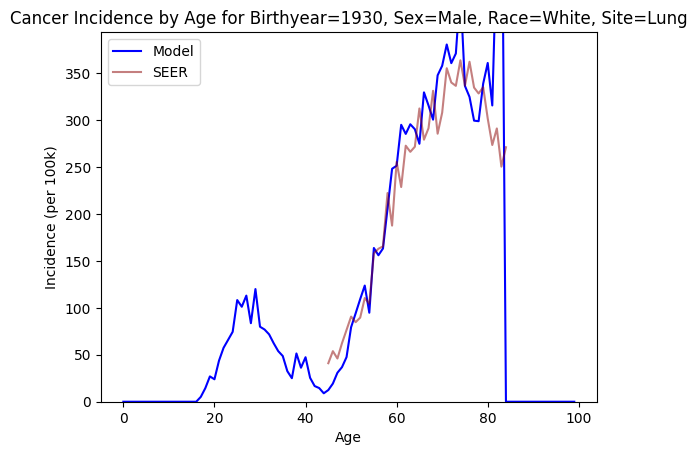 Cancer Incidence by Age for Birthyear=1930, Sex=Male, Race=White, Site=Lung
Model
SEER
Incidence (per 100k)
350
300
250
200
150
100
50
0
0 20 40 60 80 100
Age